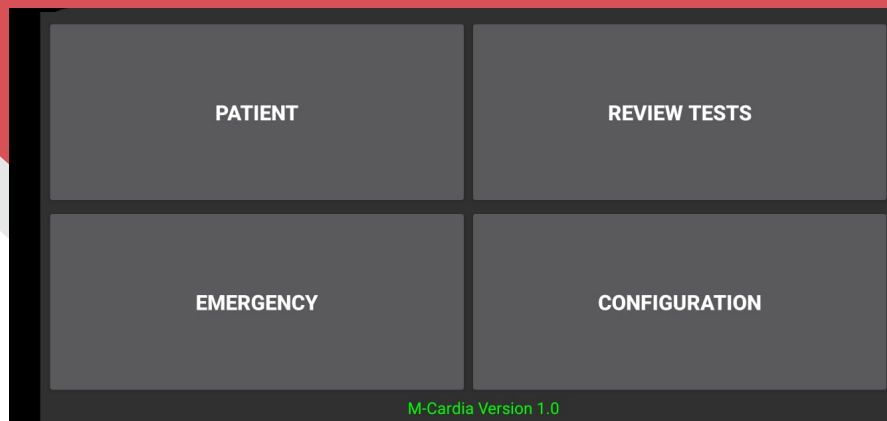 PATIENT
REVIEW TESTS
EMERGENCY
CONFIGURATION
M-Cardia Version 1.0